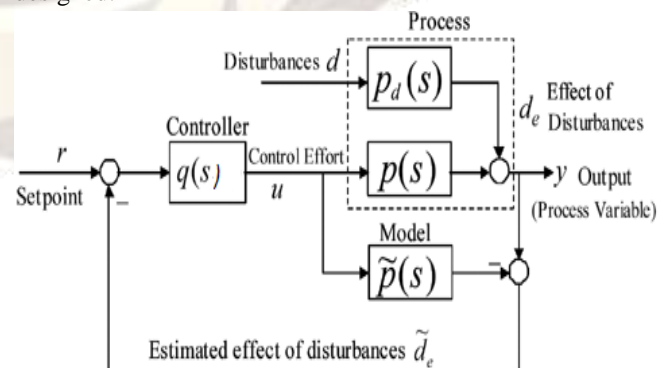 Process
Disturbances d
p_d(s)
d_e
Effect of
Disturbances
Controller
r
Setpoint
q(s)
Control Effort
u
p(s)
y Output
(Process Variable)
Model
p̃(s)
–
–
Estimated effect of disturbances d̃_e